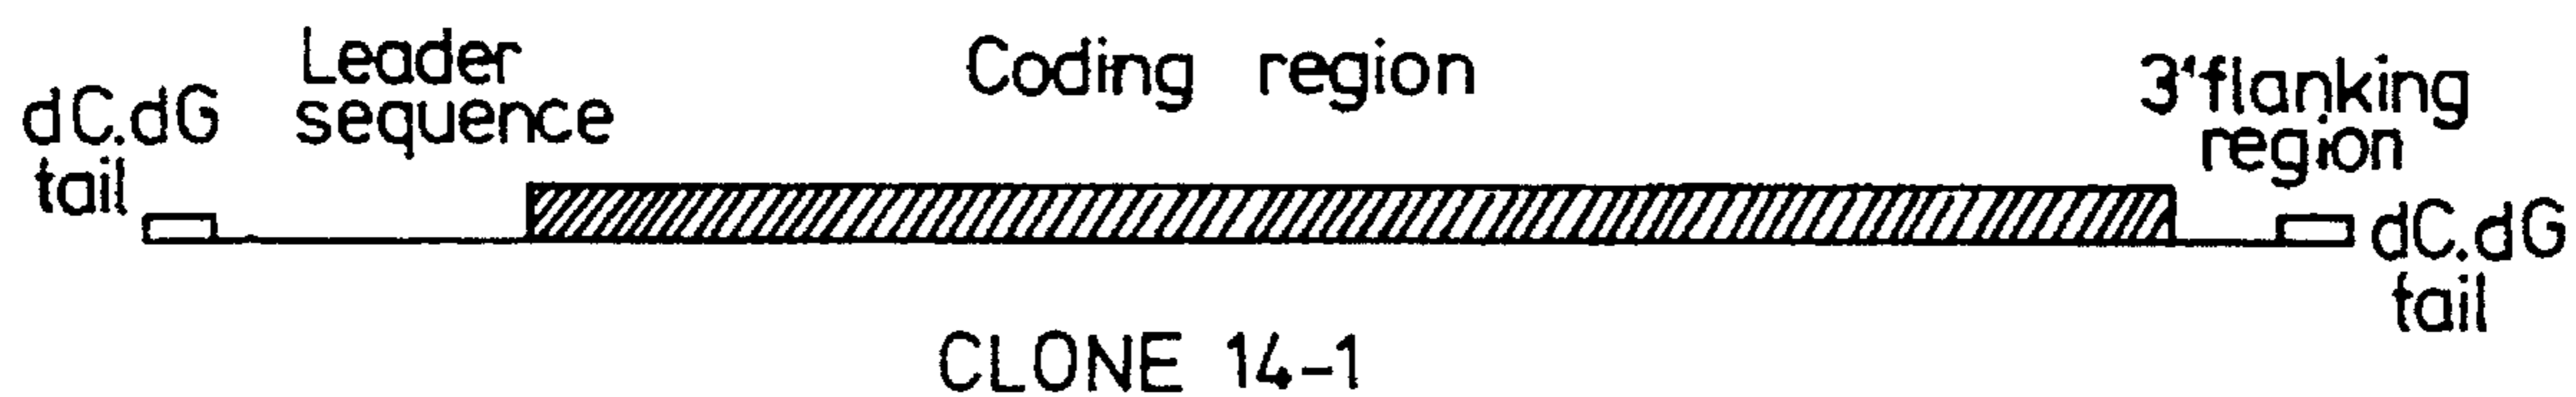 dC.dG
tail
Leader
sequence
Coding region
3'flanking
region
dC.dG
tail
CLONE 14-1